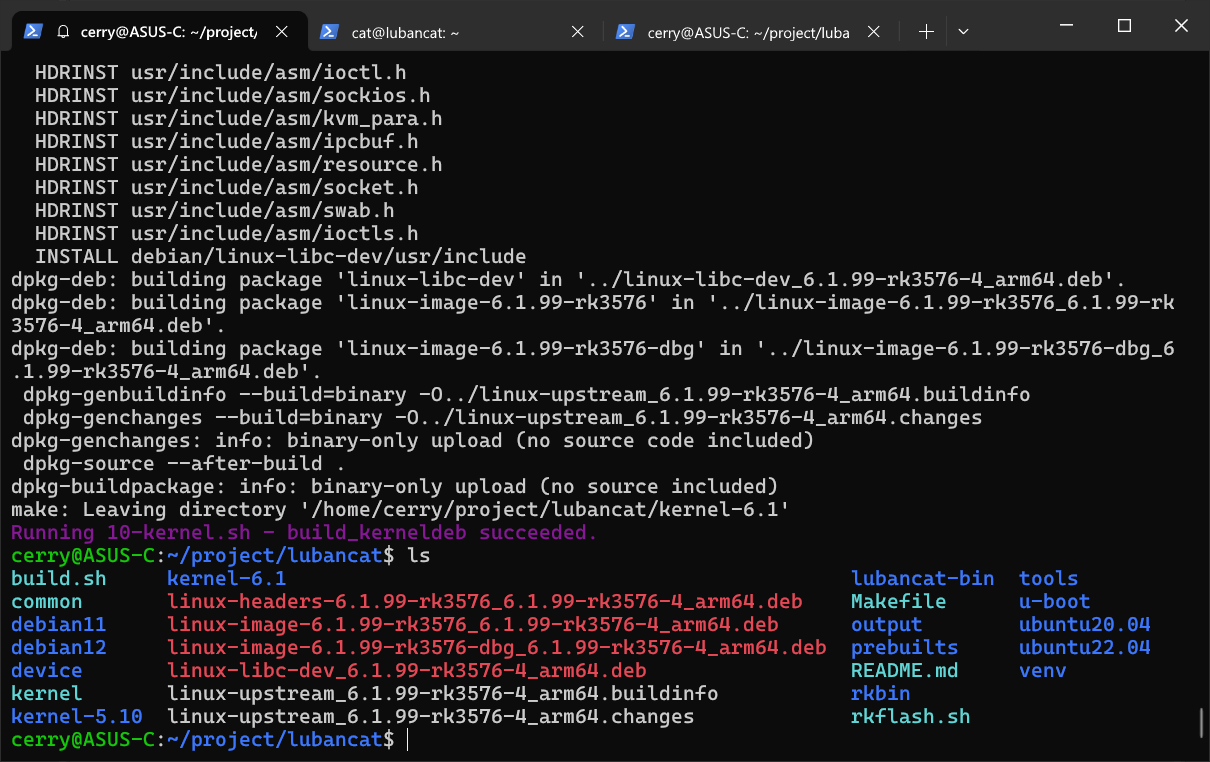 cerry@ASUS-C: ~/project/ cat@lubancat: ~ cerry@ASUS-C: ~/project/luba
HDRINST usr/include/asm/ioctl.h
HDRINST usr/include/asm/sockios.h
HDRINST usr/include/asm/kvm_para.h
HDRINST usr/include/asm/ipcbuf.h
HDRINST usr/include/asm/resource.h
HDRINST usr/include/asm/socket.h
HDRINST usr/include/asm/swab.h
HDRINST usr/include/asm/ioctls.h
INSTALL debian/linux-libc-dev/usr/include
dpkg-deb: building package 'linux-libc-dev' in '../linux-libc-dev_6.1.99-rk3576-4_arm64.deb'.
dpkg-deb: building package 'linux-image-6.1.99-rk3576' in '../linux-image-6.1.99-rk3576_6.1.99-rk
3576-4_arm64.deb'.
dpkg-deb: building package 'linux-image-6.1.99-rk3576-dbg' in '../linux-image-6.1.99-rk3576-dbg_6
.1.99-rk3576-4_arm64.deb'.
dpkg-genbuildinfo --build=binary -O../linux-upstream_6.1.99-rk3576-4_arm64.buildinfo
dpkg-genchanges --build=binary -O../linux-upstream_6.1.99-rk3576-4_arm64.changes
dpkg-genchanges: info: binary-only upload (no source code included)
dpkg-source --after-build .
dpkg-buildpackage: info: binary-only upload (no source included)
make: Leaving directory '/home/cerry/project/lubancat/kernel-6.1'
Running 10-kernel.sh - build_kerneldeb succeeded.
cerry@ASUS-C:~/project/lubancat$ ls
build.sh kernel-6.1 lubancat-bin tools
common linux-headers-6.1.99-rk3576_6.1.99-rk3576-4_arm64.deb Makefile u-boot
debian11 linux-image-6.1.99-rk3576_6.1.99-rk3576-4_arm64.deb output ubuntu20.04
debian12 linux-image-6.1.99-rk3576-dbg_6.1.99-rk3576-4_arm64.deb prebuilts ubuntu22.04
device linux-libc-dev_6.1.99-rk3576-4_arm64.deb README.md venv
kernel linux-upstream_6.1.99-rk3576-4_arm64.buildinfo rkbin
kernel-5.10 linux-upstream_6.1.99-rk3576-4_arm64.changes rkflash.sh
cerry@ASUS-C:~/project/lubancat$